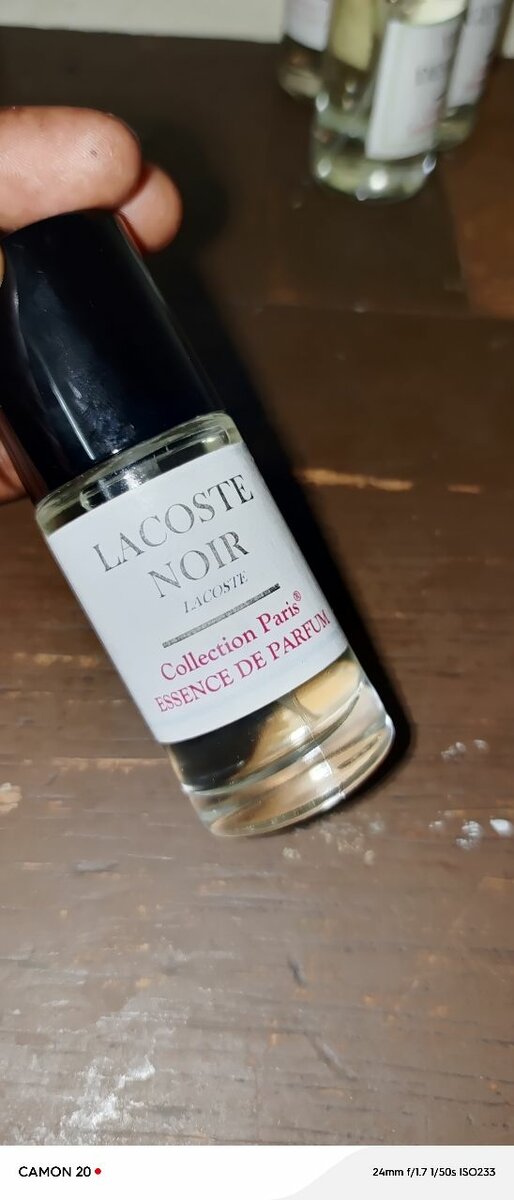 LACOSTE
NOIR
LACOSTE
Collection Paris®
ESSENCE DE PARFUM
CAMON 20
24mm f/1.7 1/50s ISO233